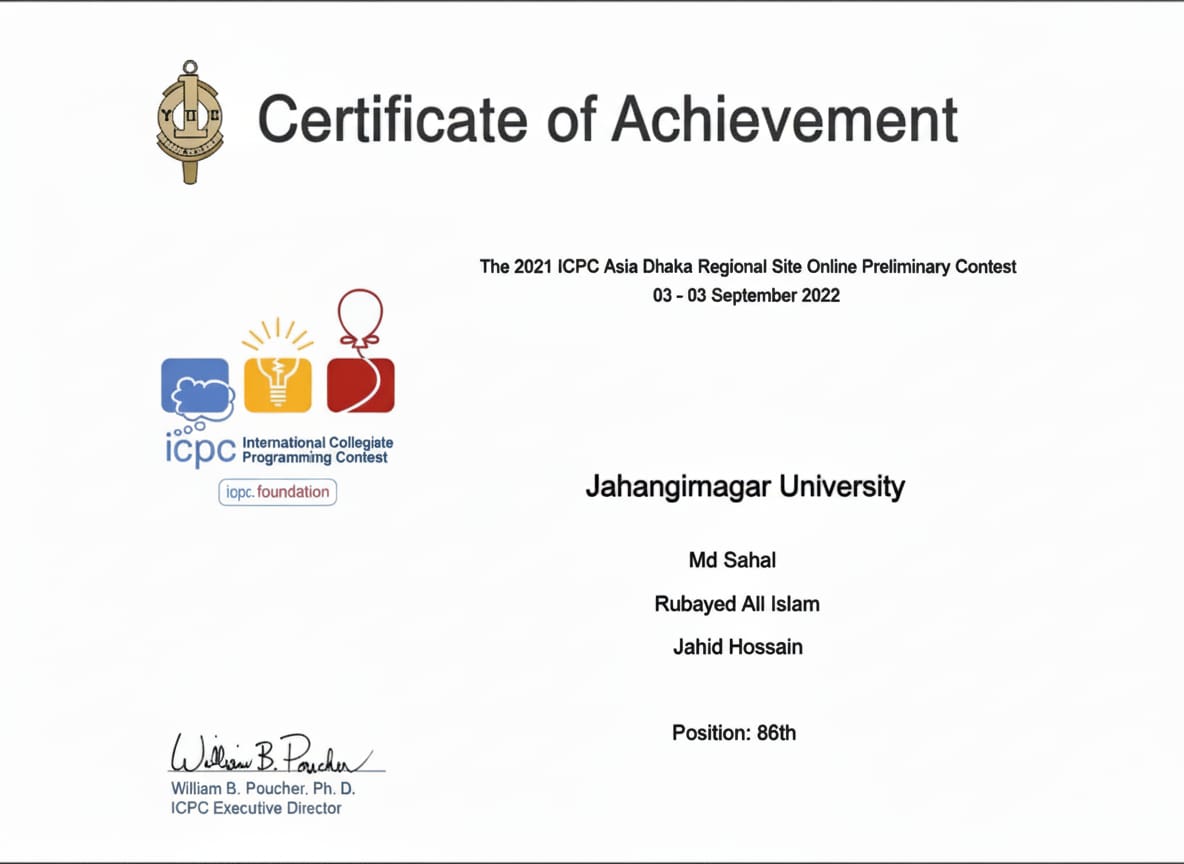 Certificate of Achievement
The 2021 ICPC Asia Dhaka Regional Site Online Preliminary Contest
03 - 03 September 2022
icpc International Collegiate
Programming Contest
iopc.foundation
Jahangimagar University
Md Sahal
Rubayed All Islam
Jahid Hossain
Position: 86th
William B. Poucher
William B. Poucher. Ph. D.
ICPC Executive Director